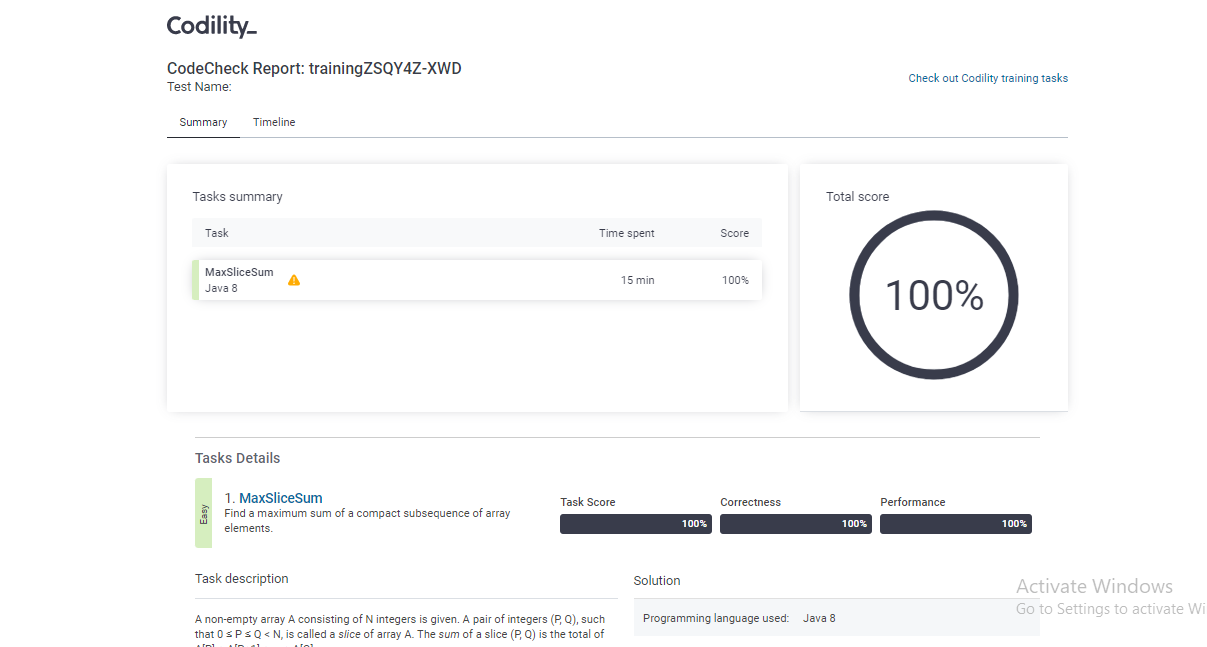 Codility_
CodeCheck Report: trainingZSQY4Z-XWD
Test Name:
Check out Codility training tasks
Summary Timeline
Tasks summary
Task Time spent Score
MaxSliceSum
Java 8
15 min 100%
Total score
100%
Tasks Details
Easy
1. MaxSliceSum
Find a maximum sum of a compact subsequence of array
elements.
Task Score Correctness Performance
100% 100% 100%
Task description
A non-empty array A consisting of N integers is given. A pair of integers (P, Q), such
that 0 ≤ P ≤ Q < N, is called a slice of array A. The sum of a slice (P, Q) is the total of
Solution
Programming language used: Java 8
Activate Windows
Go to Settings to activate Wi